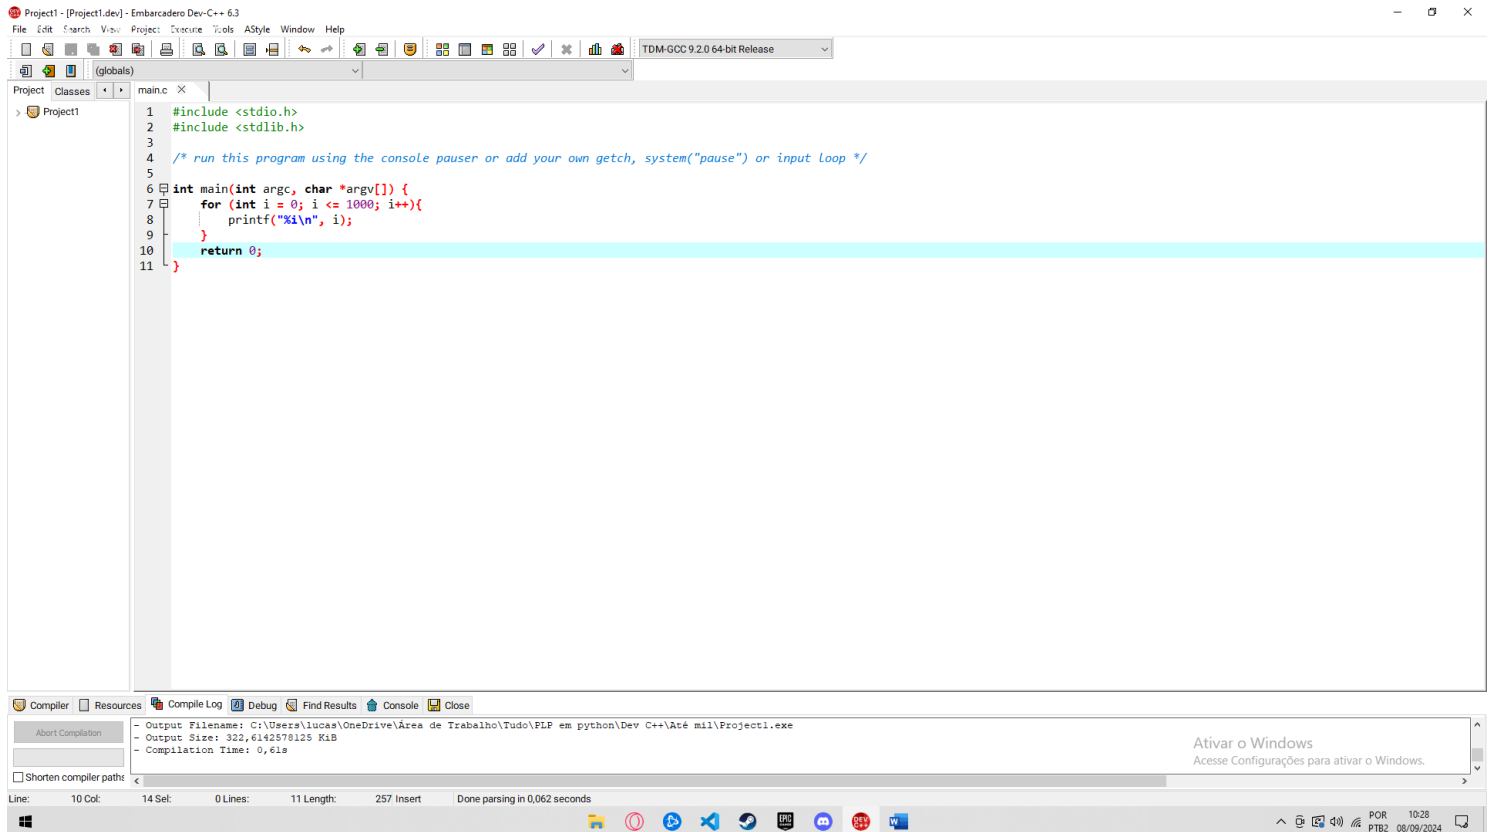 Project1 - [Project1.dev] - Embarcadero Dev-C++ 6.3
File Edit Search View Project Execute Tools AStyle Window Help
TDM-GCC 9.2.0 64-bit Release
(globals)
Project Classes main.c
Project1
1 #include <stdio.h>
2 #include <stdlib.h>
3
4 /* run this program using the console pauser or add your own getch, system("pause") or input loop */
5
6 int main(int argc, char *argv[]) {
7 for (int i = 0; i <= 1000; i++){
8 printf("%i\n", i);
9 }
10 return 0;
11 }
Compiler Resources Compile Log Debug Find Results Console Close
Abort Compilation
- Output Filename: C:\Users\lucas\OneDrive\Área de Trabalho\Tudo\PLP em python\Dev C++\Até mil\Project1.exe
- Output Size: 322,6142578125 KiB
- Compilation Time: 0,61s
Shorten compiler paths
Ativar o Windows
Acesse Configurações para ativar o Windows.
Line: 10 Col: 14 Sel: 0 Lines: 11 Length: 257 Insert Done parsing in 0,062 seconds
EPIC GAMES
DEV C++
W
POR 10:28
PTB2 08/09/2024